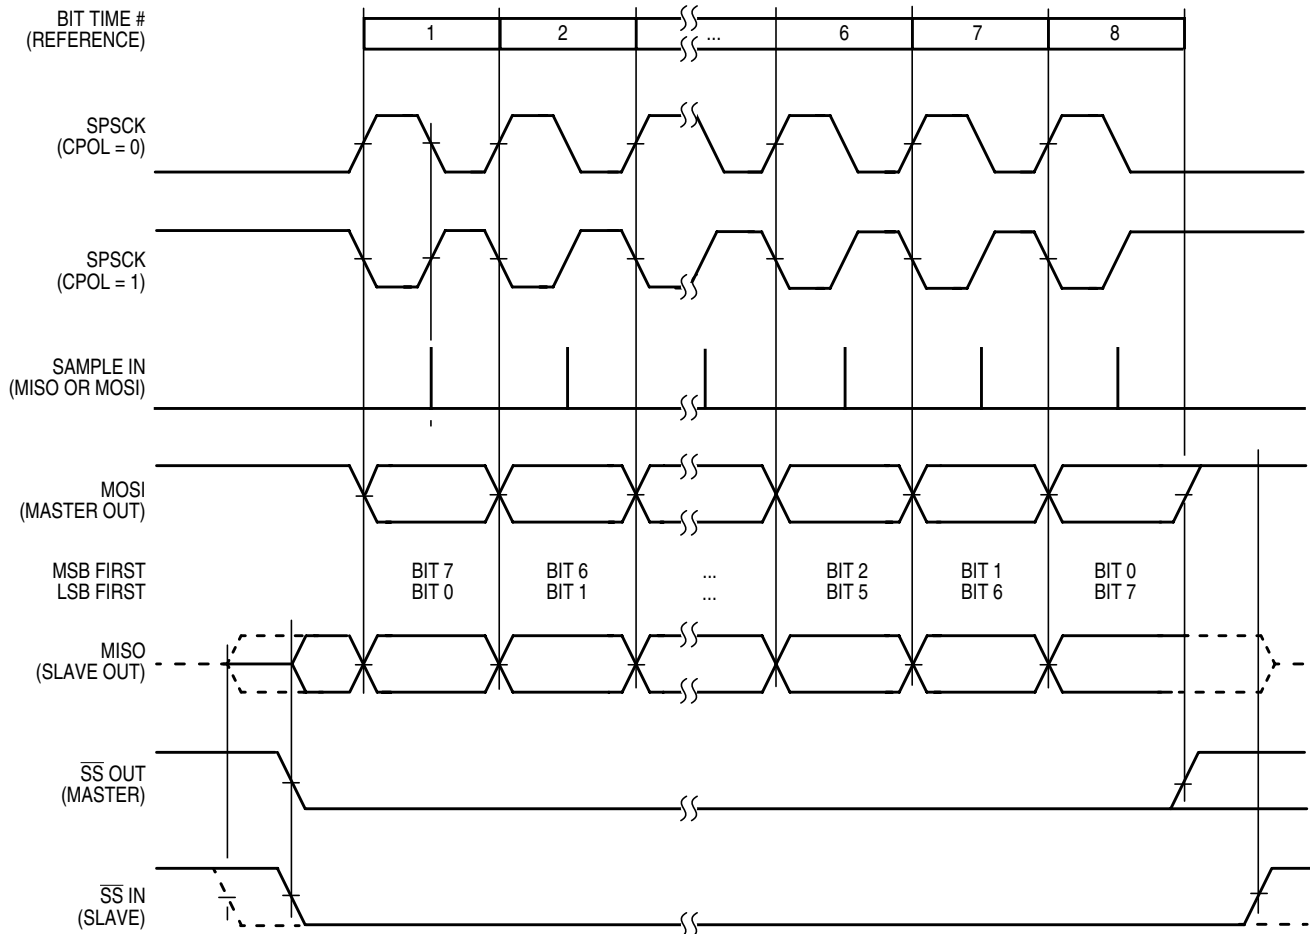 BIT TIME #
(REFERENCE)
1 2 ... 6 7 8
SPSCK
(CPOL = 0)
SPSCK
(CPOL = 1)
SAMPLE IN
(MISO OR MOSI)
MOSI
(MASTER OUT)
MSB FIRST BIT 7 BIT 6 ... BIT 2 BIT 1 BIT 0
LSB FIRST BIT 0 BIT 1 ... BIT 5 BIT 6 BIT 7
MISO
(SLAVE OUT)
S̅S̅ OUT
(MASTER)
S̅S̅ IN
(SLAVE)